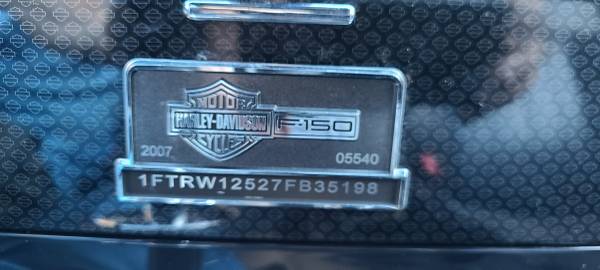 MOTOR
HARLEY-DAVIDSON
CYCLES
F-150
2007
05540
1FTRW12527FB35198